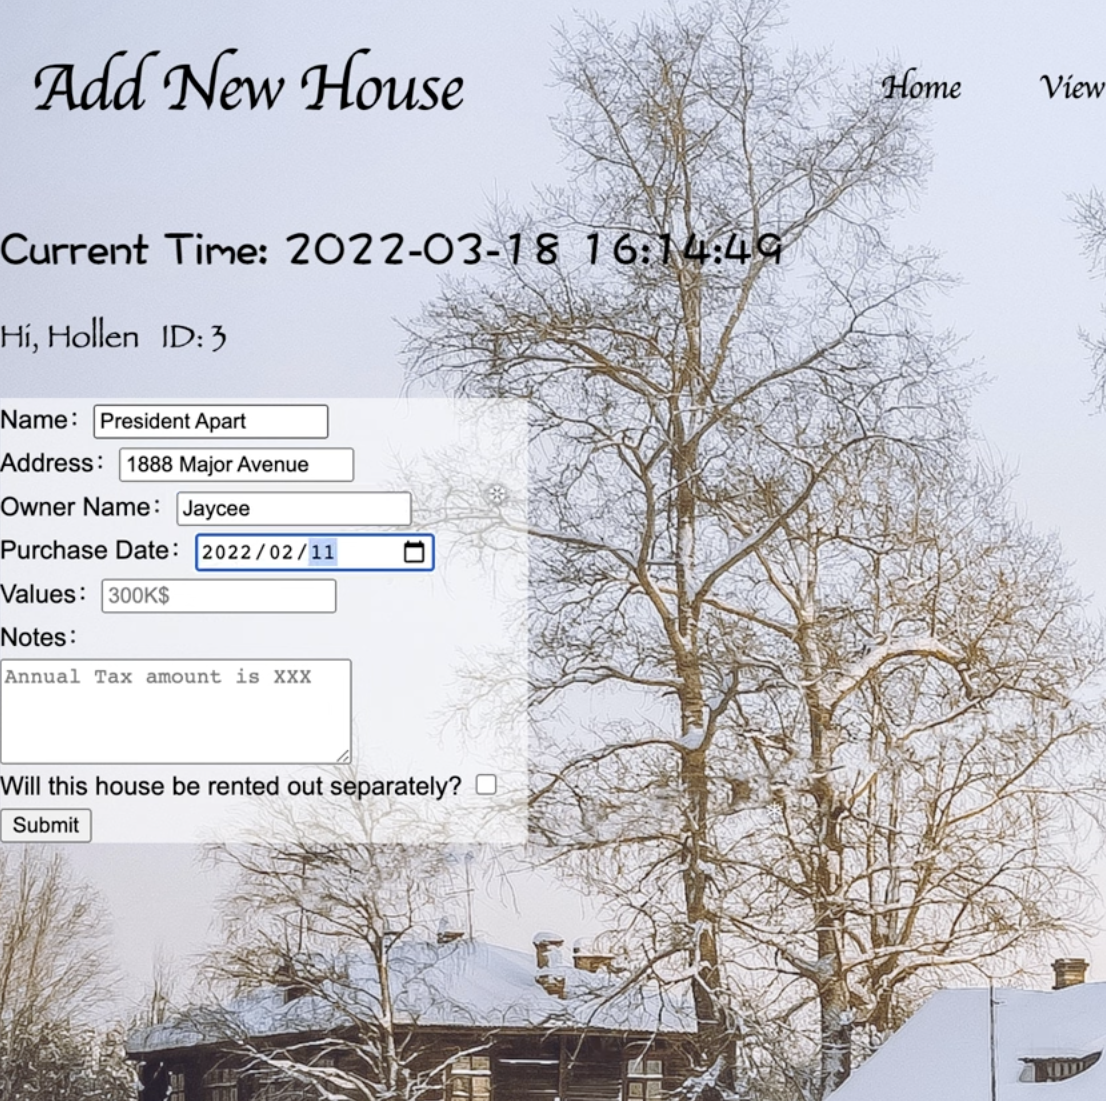 Add New House
Home View
Current Time: 2022-03-18 16:14:49
Hi, Hollen ID: 3
Name: President Apart
Address: 1888 Major Avenue
Owner Name: Jaycee
Purchase Date: 2022/02/11
Values: 300K$
Notes:
Annual Tax amount is XXX
Will this house be rented out separately?
Submit